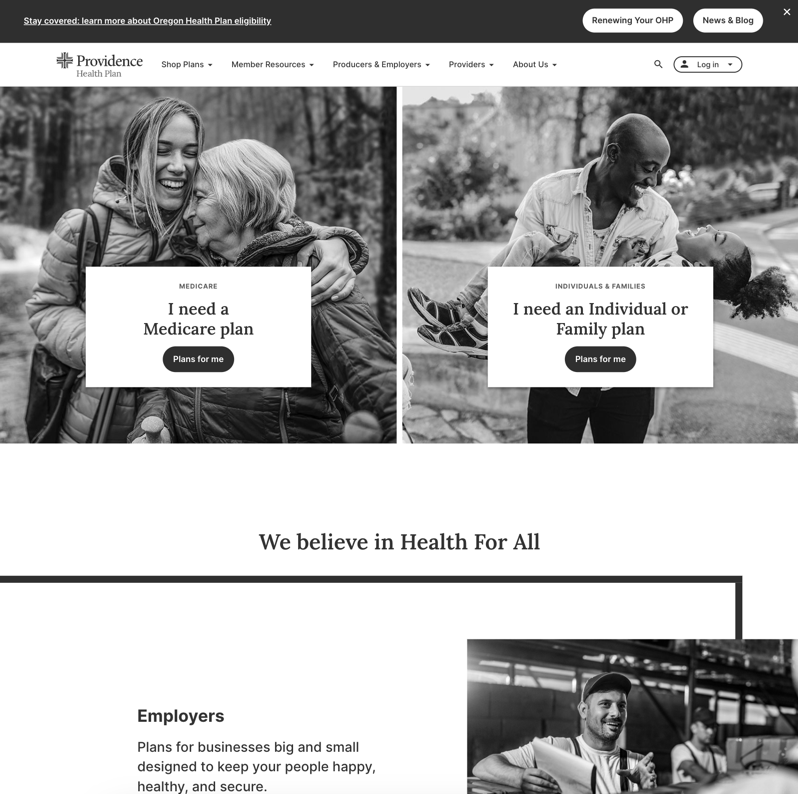 Stay covered: learn more about Oregon Health Plan eligibility
Renewing Your OHP
News & Blog
Providence
Health Plan
Shop Plans
Member Resources
Producers & Employers
Providers
About Us
Log in
MEDICARE
I need a
Medicare plan
Plans for me
INDIVIDUALS & FAMILIES
I need an Individual or
Family plan
Plans for me
We believe in Health For All
Employers
Plans for businesses big and small
designed to keep your people happy,
healthy, and secure.